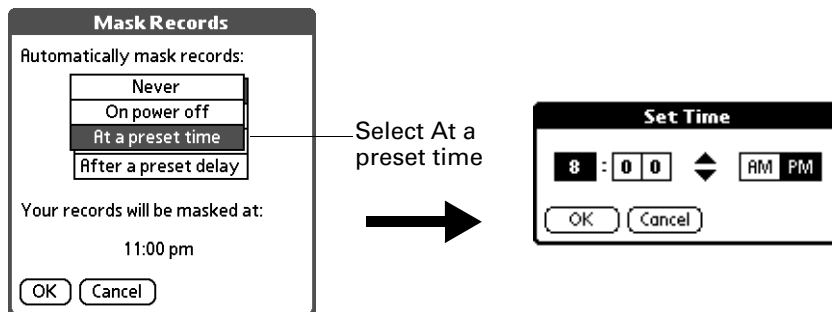 Mask Records
Automatically mask records:
Never
On power off
At a preset time
After a preset delay
Your records will be masked at:
11:00 pm
OK Cancel
Select At a
preset time
Set Time
8 : 0 0 AM PM
OK Cancel